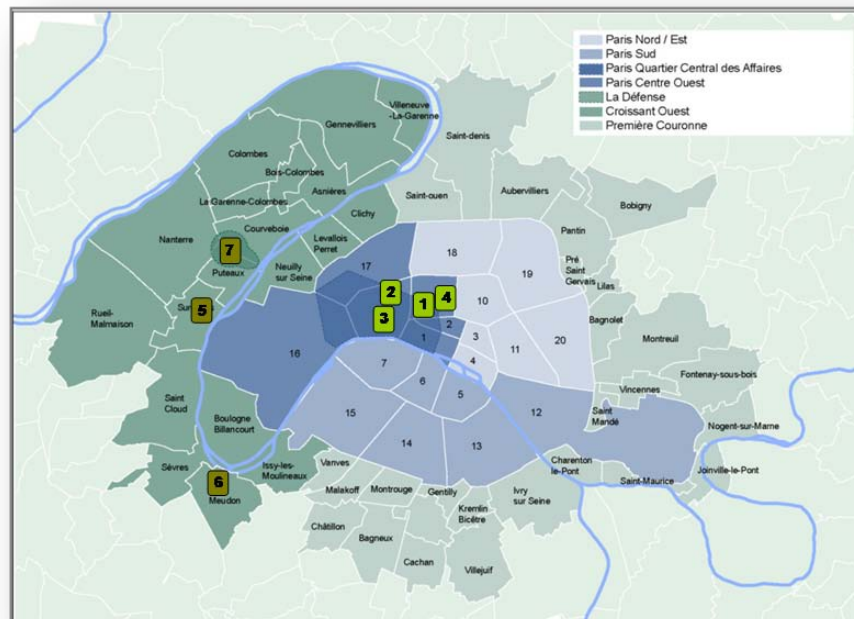 Paris Nord / Est
Paris Sud
Paris Quartier Central des Affaires
Paris Centre Ouest
La Défense
Croissant Ouest
Première Couronne
Villeneuve
-La-Garenne
Gennevilliers
Saint-denis
Colombes
Bois-Colombes
Asnières
Saint-ouen
Aubervilliers
Bobigny
La Garenne-Colombes
Clichy
Courveboie
Pantin
Nanterre
Levallois
Perret
7
Puteaux
Neuilly
sur Seine
17
18
19
Pré
Saint
Gervais
Lilas
2
1
4
10
5
3
Rueil-
Malmaison
Bagnolet
1
2
3
11
20
Montreuil
16
7
4
Fontenay-sous-bois
6
5
Vincennes
Saint
Cloud
Boulogne
Billancourt
15
12
Saint
Mandé
Nogent-sur-Marne
14
13
Sèvres
Issy-les-
Moulineaux
Vanves
Charenton
le-Pont
Joinville-le-Pont
Saint-Maurice
6
Meudon
Malakoff
Montrouge
Gentilly
Ivry
sur Seine
Kremlin
Bicêtre
Châtillon
Bagneux
Cachan
Villejuif